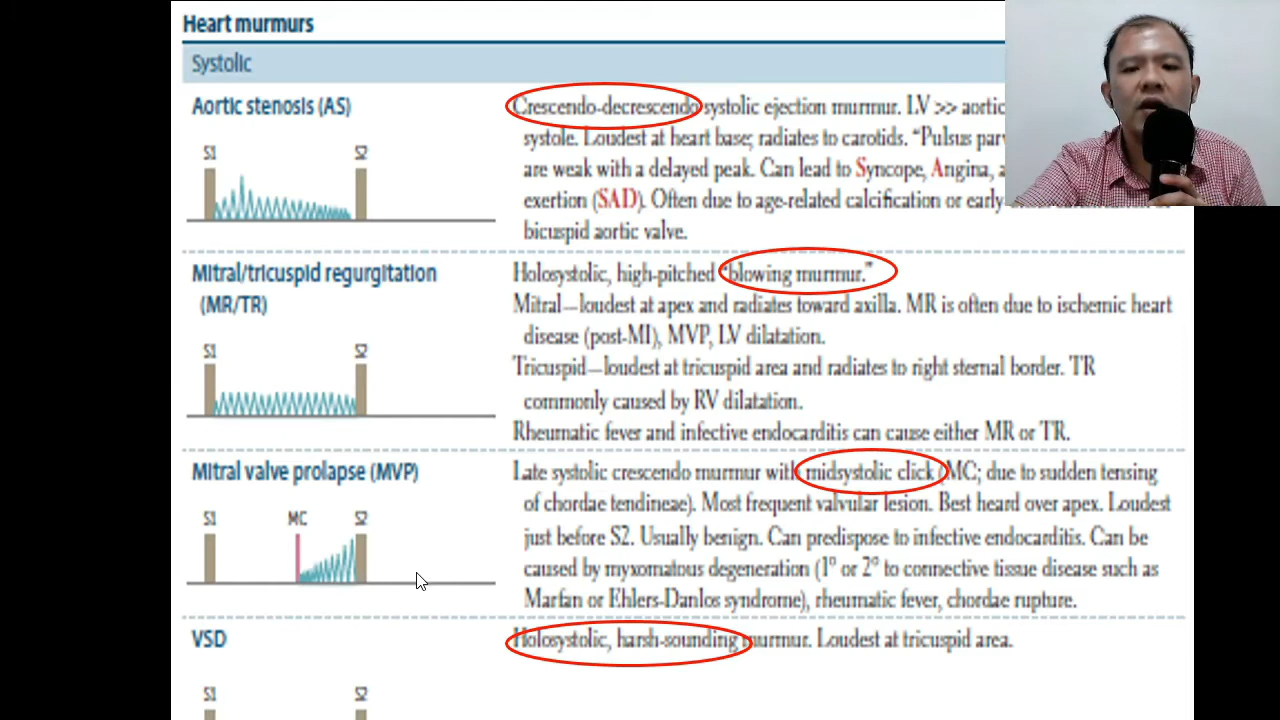 Heart murmurs
Systolic
Aortic stenosis (AS)
S1 S2
Crescendo-decrescendo systolic ejection murmur. LV >> aortic
systole. Loudest at heart base; radiates to carotids. “Pulsus
are weak with a delayed peak. Can lead to Syncope, Angina,
exertion (SAD). Often due to age-related calcification or early
bicuspid aortic valve.
Mitral/tricuspid regurgitation
(MR/TR)
S1 S2
Holosystolic, high-pitched “blowing murmur.”
Mitral—loudest at apex and radiates toward axilla. MR is often due to ischemic heart
disease (post-MI), MVP, LV dilatation.
Tricuspid—loudest at tricuspid area and radiates to right sternal border. TR
commonly caused by RV dilatation.
Rheumatic fever and infective endocarditis can cause either MR or TR.
Mitral valve prolapse (MVP)
S1 MC S2
Late systolic crescendo murmur with midsystolic click (MC; due to sudden tensing
of chordae tendineae). Most frequent valvular lesion. Best heard over apex. Loudest
just before S2. Usually benign. Can predispose to infective endocarditis. Can be
caused by myxomatous degeneration (1° or 2° to connective tissue disease such as
Marfan or Ehlers-Danlos syndrome), rheumatic fever, chordae rupture.
VSD
S1 S2
Holosystolic, harsh-sounding murmur. Loudest at tricuspid area.